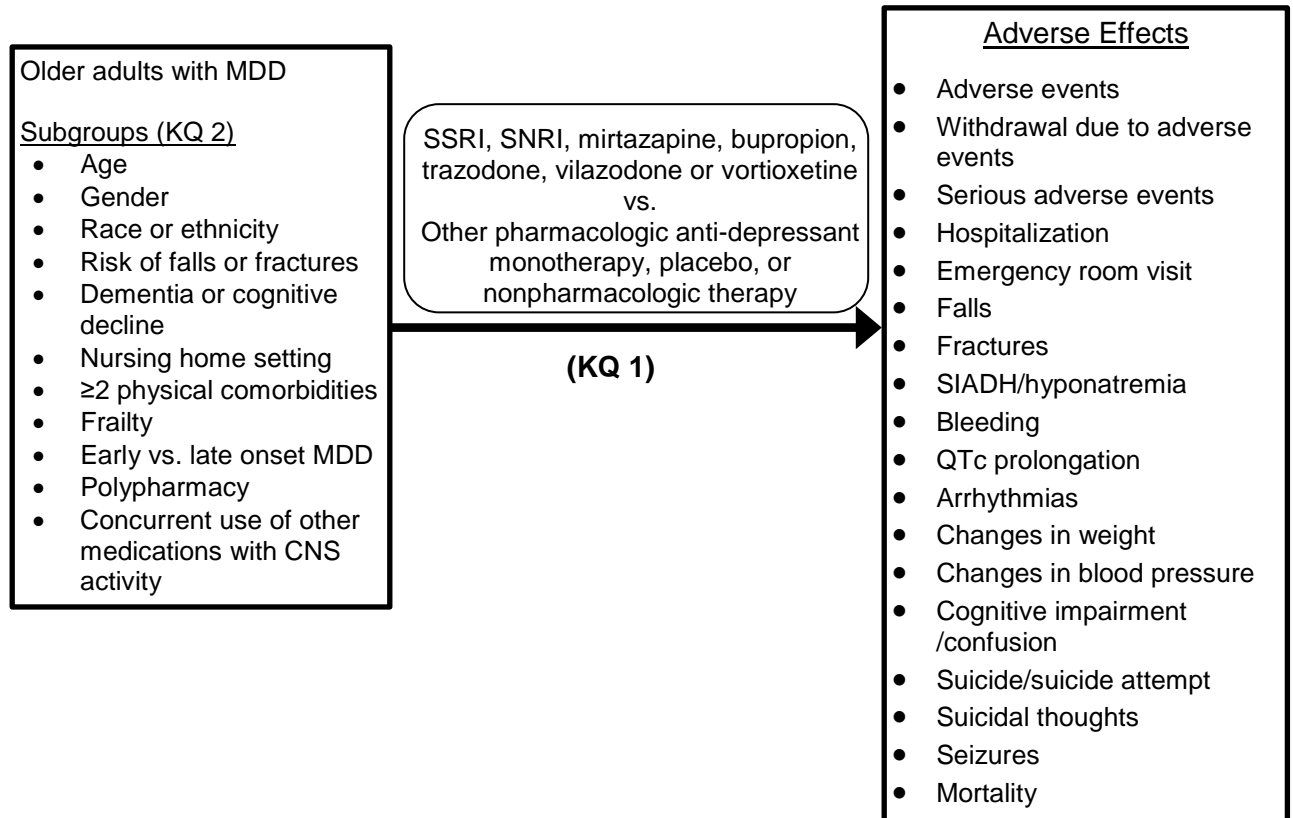 Older adults with MDD
Subgroups (KQ 2)
• Age
• Gender
• Race or ethnicity
• Risk of falls or fractures
• Dementia or cognitive
decline
• Nursing home setting
• ≥2 physical comorbidities
• Frailty
• Early vs. late onset MDD
• Polypharmacy
• Concurrent use of other
medications with CNS
activity
SSRI, SNRI, mirtazapine, bupropion,
trazodone, vilazodone or vortioxetine
vs.
Other pharmacologic anti-depressant
monotherapy, placebo, or
nonpharmacologic therapy
(KQ 1)
Adverse Effects
• Adverse events
• Withdrawal due to adverse
events
• Serious adverse events
• Hospitalization
• Emergency room visit
• Falls
• Fractures
• SIADH/hyponatremia
• Bleeding
• QTc prolongation
• Arrhythmias
• Changes in weight
• Changes in blood pressure
• Cognitive impairment
/confusion
• Suicide/suicide attempt
• Suicidal thoughts
• Seizures
• Mortality